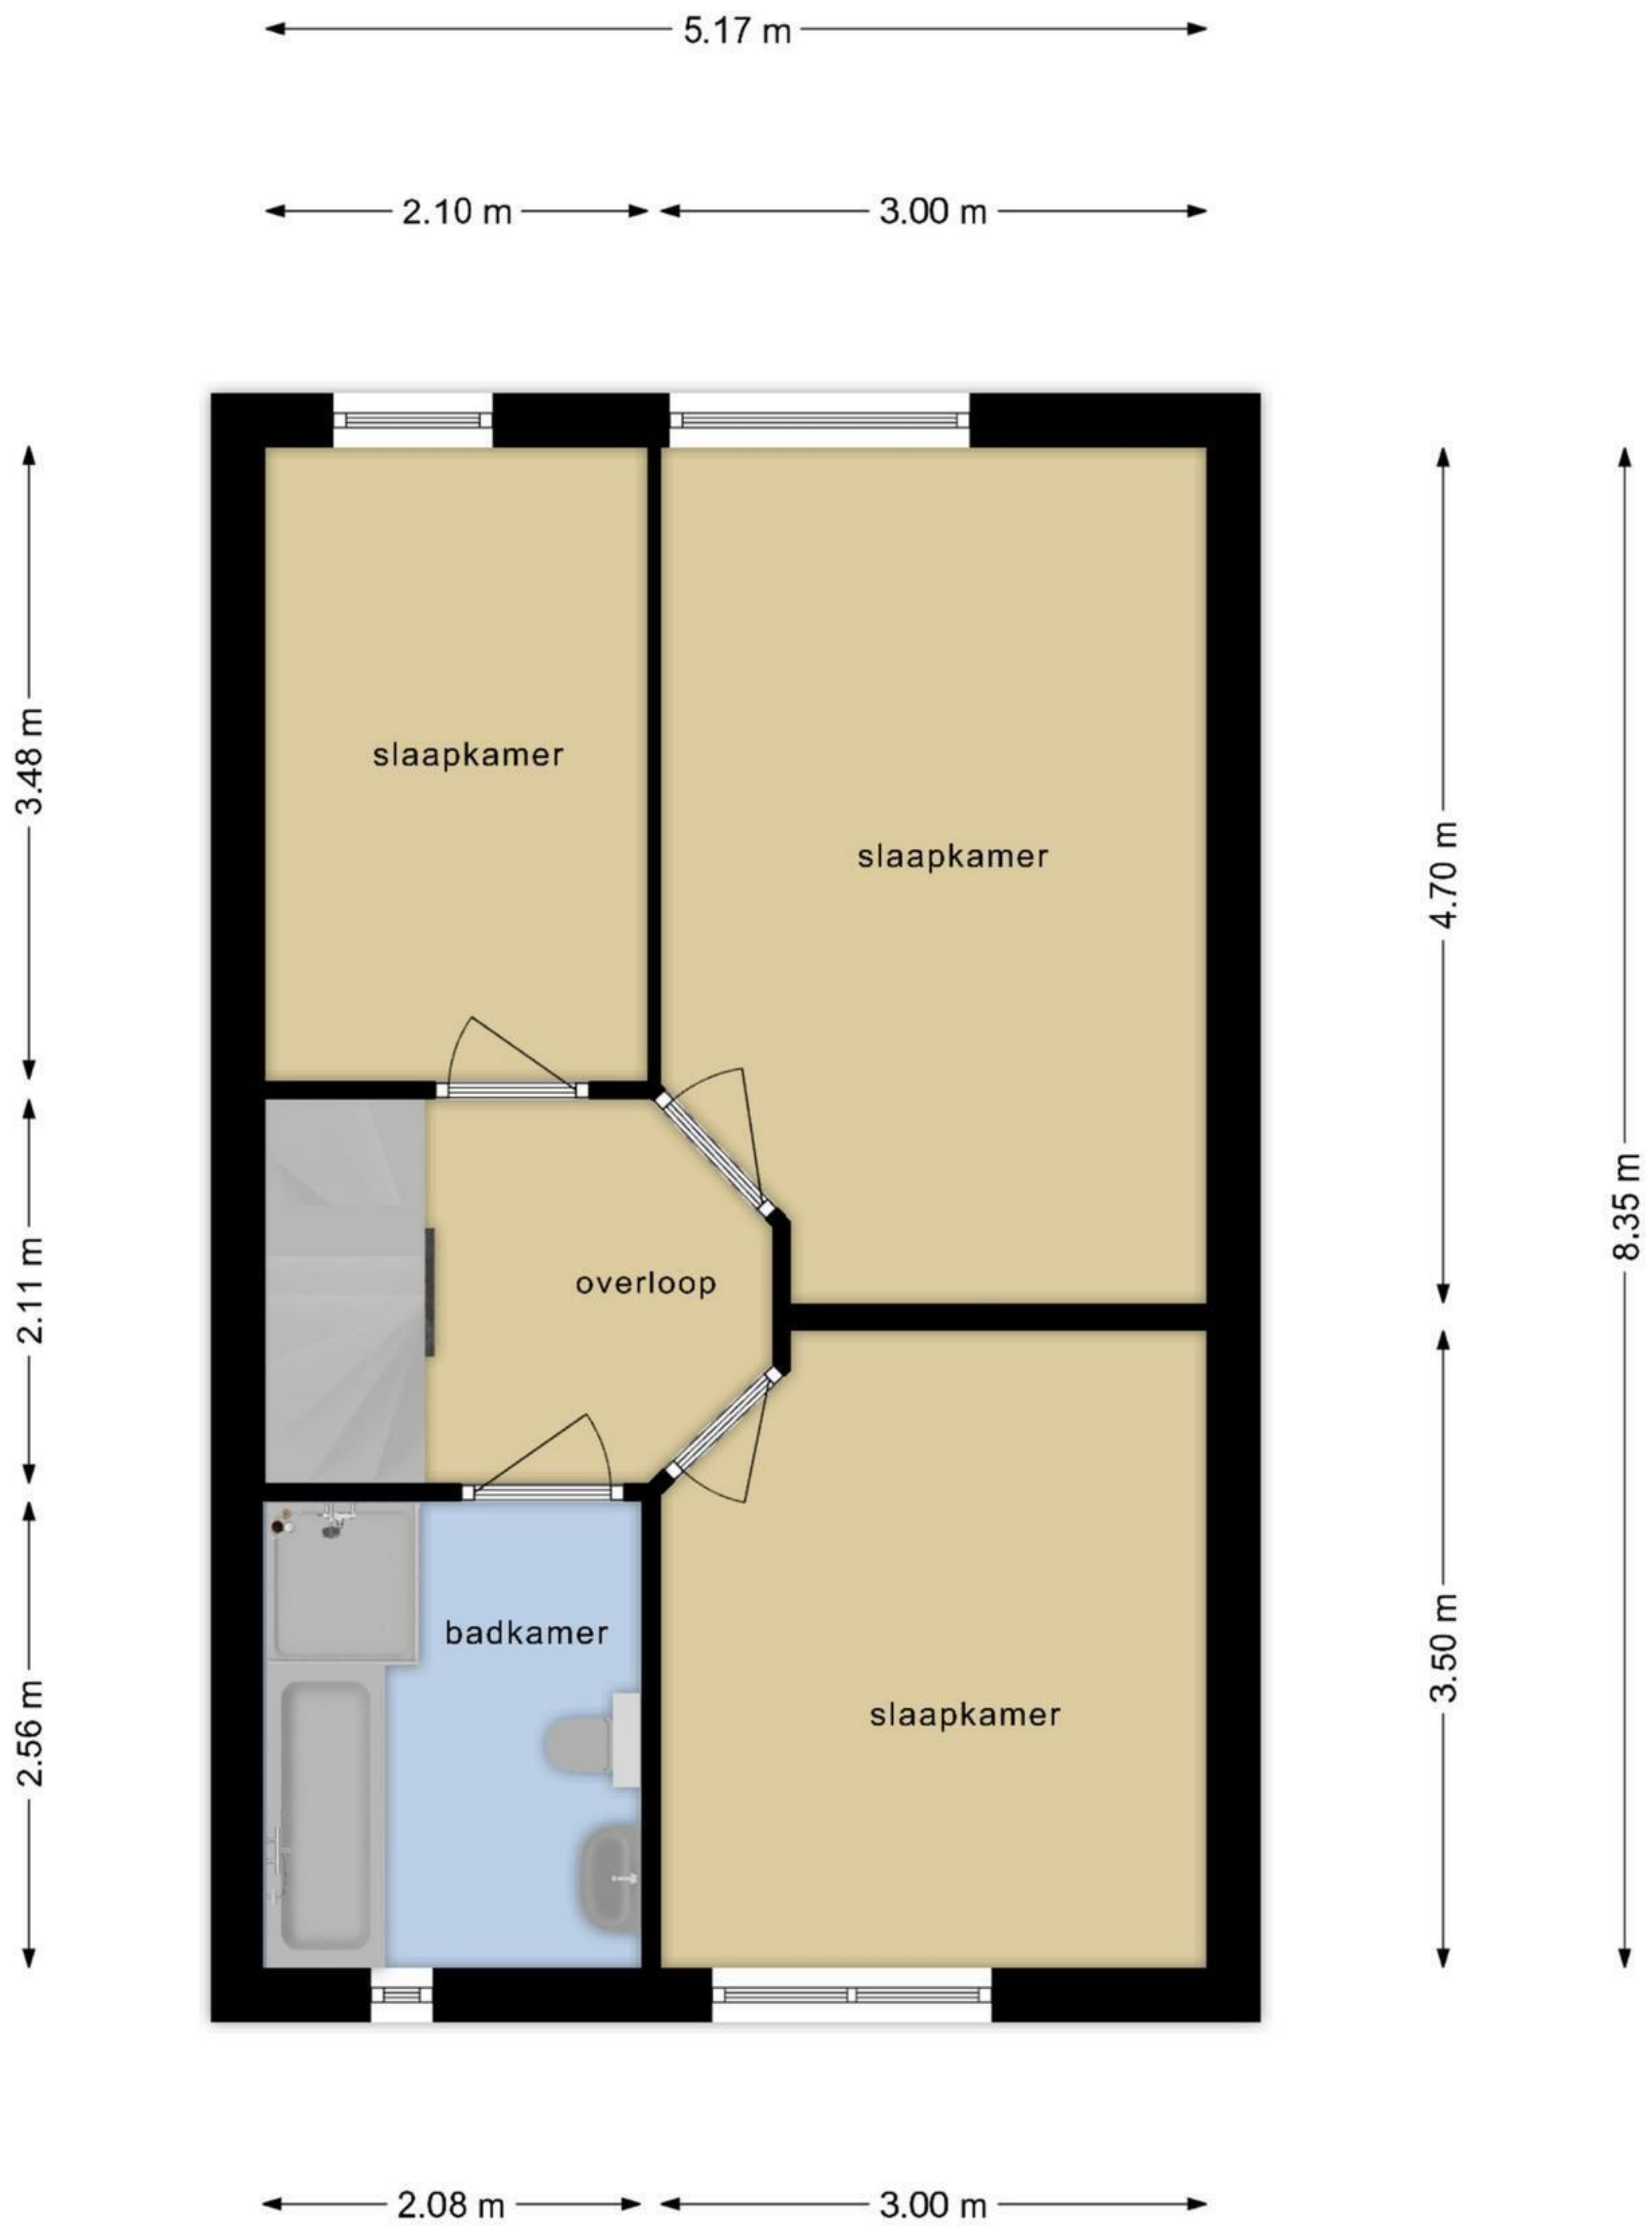 5.17 m
2.10 m
3.00 m
slaapkamer
3.48 m
slaapkamer
4.70 m
8.35 m
overloop
2.11 m
badkamer
3.50 m
slaapkamer
2.56 m
2.08 m
3.00 m